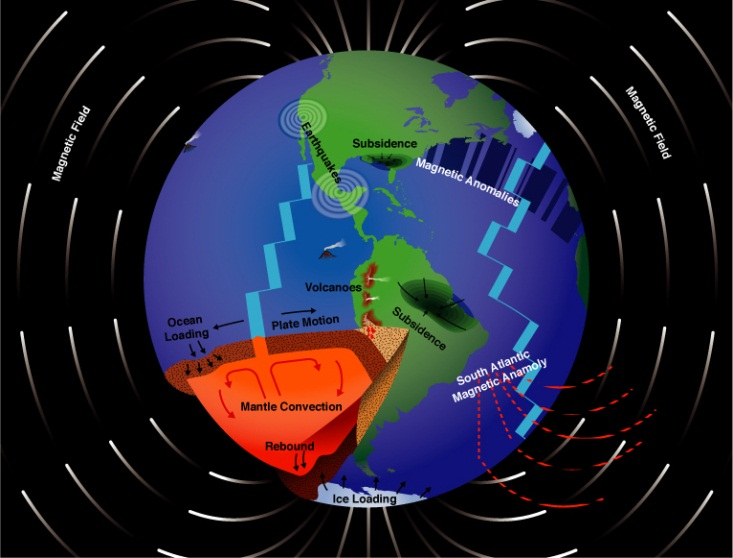 Magnetic Field
Magnetic Field
Earthquakes
Subsidence
Magnetic Anomalies
Volcanoes
Subsidence
Ocean
Loading
Plate Motion
South Atlantic
Magnetic Anamoly
Mantle Convection
Rebound
Ice Loading